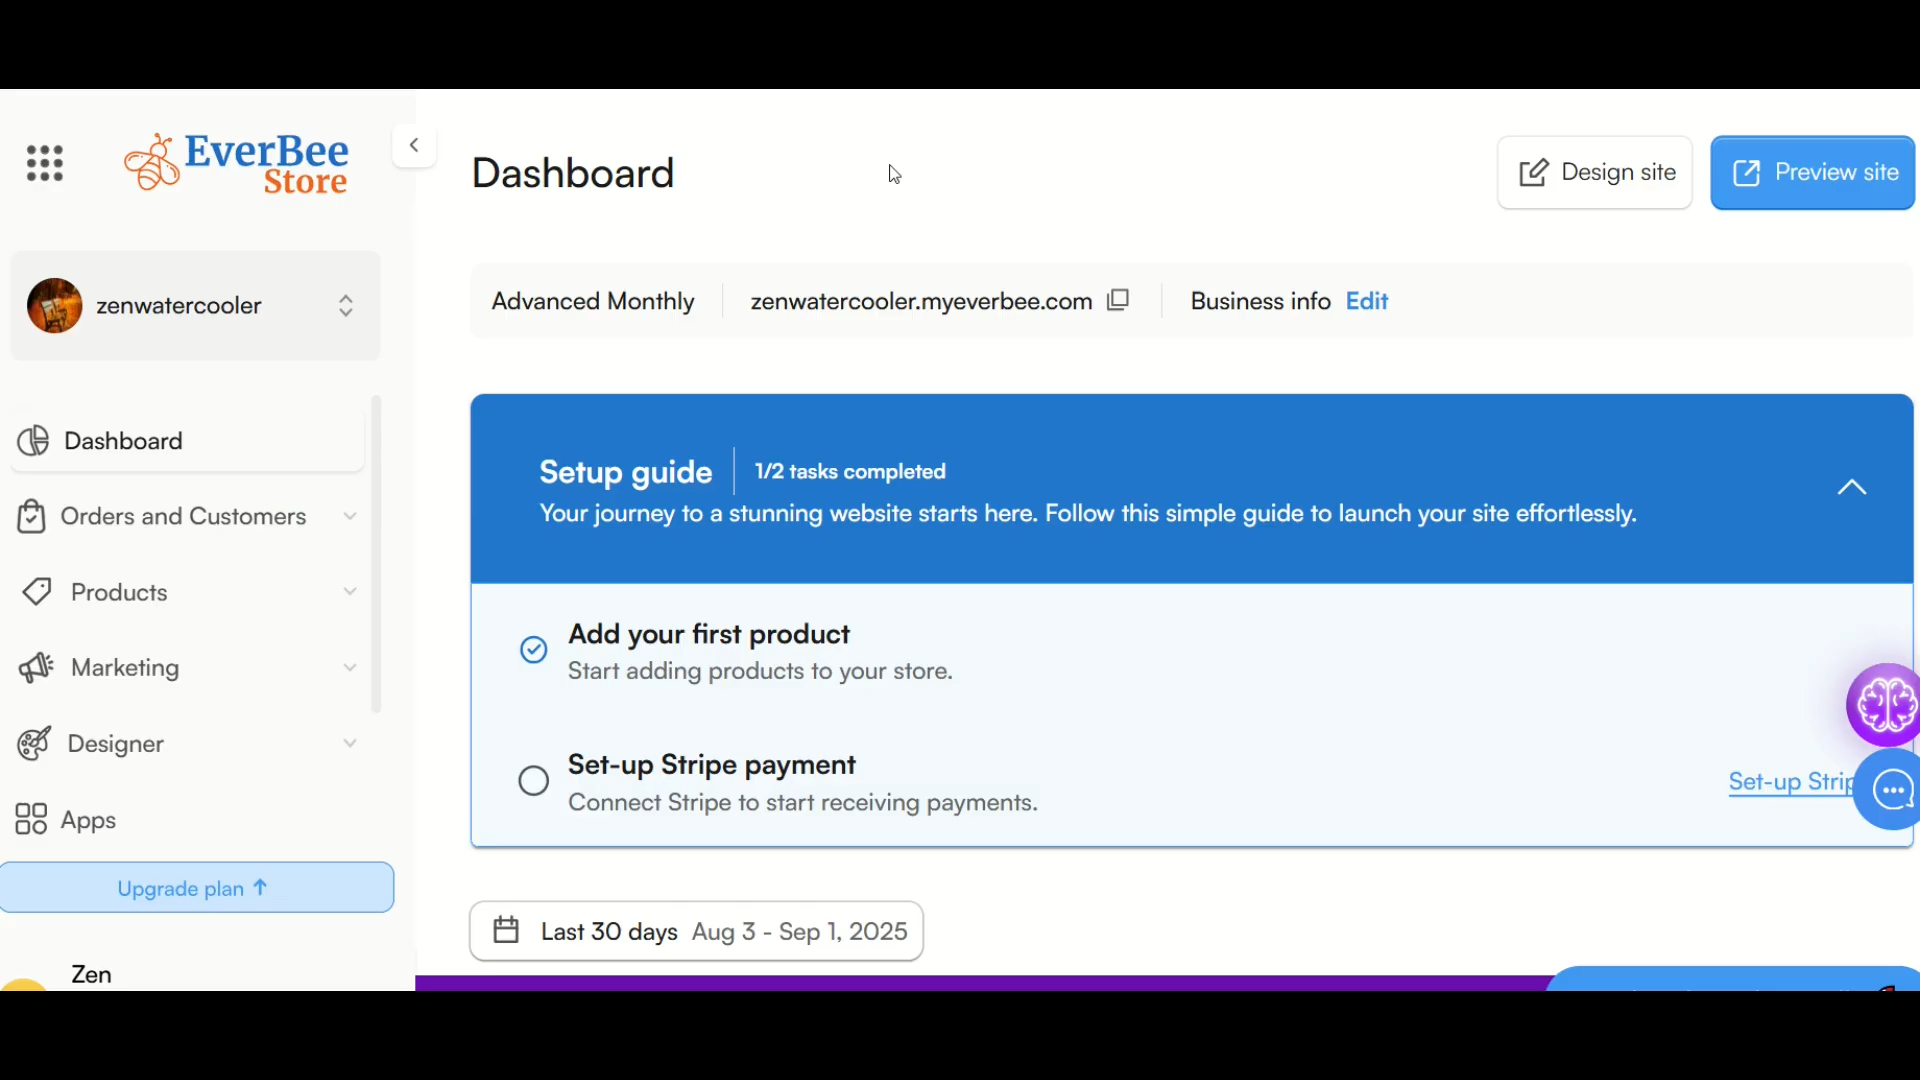 EverBee
Store
Dashboard
Design site
Preview site
zenwatercooler
Advanced Monthly
zenwatercooler.myeverbee.com
Business info Edit
Dashboard
Orders and Customers
Products
Marketing
Designer
Apps
Upgrade plan ↑
Zen
Setup guide
1/2 tasks completed
Your journey to a stunning website starts here. Follow this simple guide to launch your site effortlessly.
Add your first product
Start adding products to your store.
Set-up Stripe payment
Connect Stripe to start receiving payments.
Set-up Strip
Last 30 days Aug 3 - Sep 1, 2025